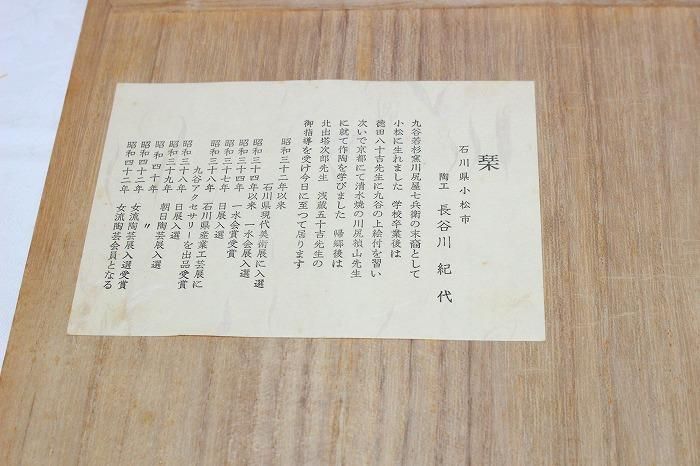 栞
石川県小松市
陶工 長谷川 紀代
九谷若杉窯川尻屋七兵衛の末裔として
小松に生れました 学校卒業後は
徳田八十吉先生に九谷の上絵付を習い
次いで京都にて清水焼の川尻禎山先生
に就て作陶を学びました 帰郷後は
北出塔次郎先生 浅蔵五十吉先生の
御指導を受け今日に至つて居ります
昭和三十二年以来
石川県現代美術展に入選
昭和三十四年以来 一水会展入選
昭和三十四年 一水会賞受賞
昭和三十七年 日展入選
昭和三十八年 石川県産業工芸展に
九谷アクセサリーを出品受賞
昭和三十八年 日展入選
昭和三十九年 朝日陶芸展入選
昭和四十年 〃
昭和四十一年 女流陶芸展入選受賞
昭和四十二年 女流陶芸会員となる